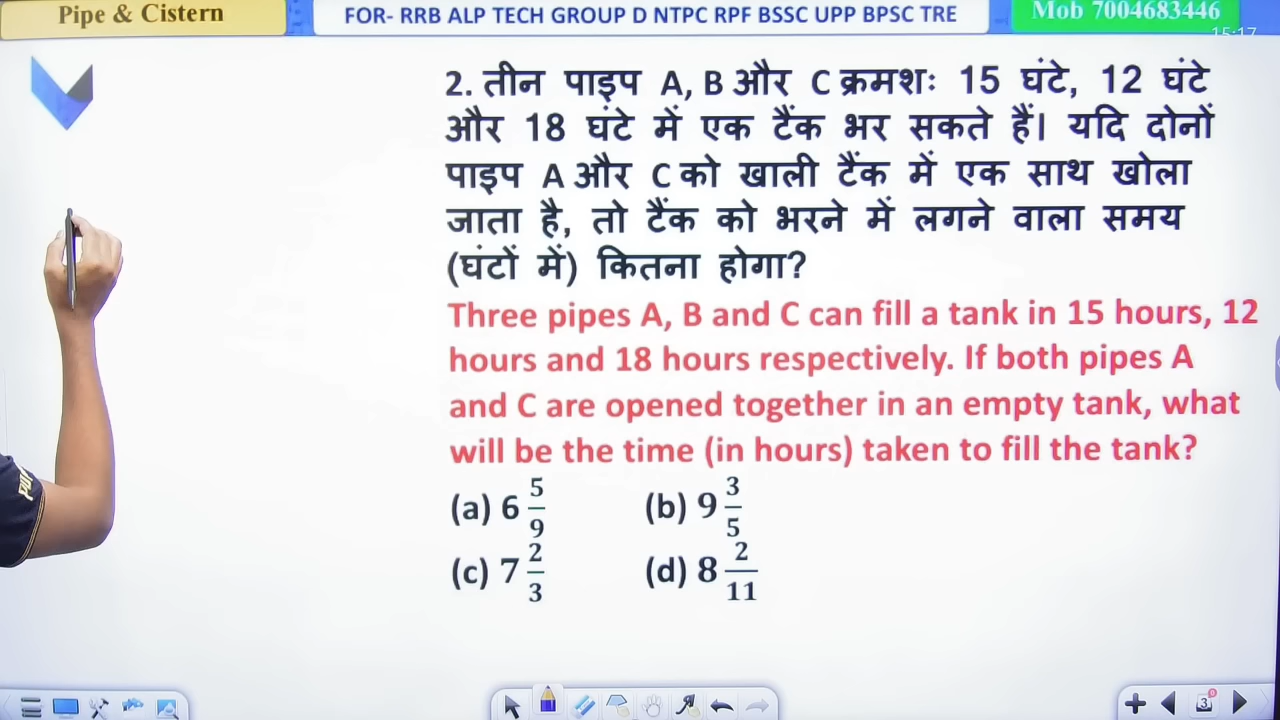 Pipe & Cistern
FOR- RRB ALP TECH GROUP D NTPC RPF BSSC UPP BPSC TRE
Mob 7004683446
15:17
2. तीन पाइप A, B और C क्रमशः 15 घंटे, 12 घंटे
और 18 घंटे में एक टैंक भर सकते हैं। यदि दोनों
पाइप A और C को खाली टैंक में एक साथ खोला
जाता है, तो टैंक को भरने में लगने वाला समय
(घंटों में) कितना होगा?
Three pipes A, B and C can fill a tank in 15 hours, 12
hours and 18 hours respectively. If both pipes A
and C are opened together in an empty tank, what
will be the time (in hours) taken to fill the tank?
(a) 6 5/9 (b) 9 3/5
(c) 7 2/3 (d) 8 2/11
3